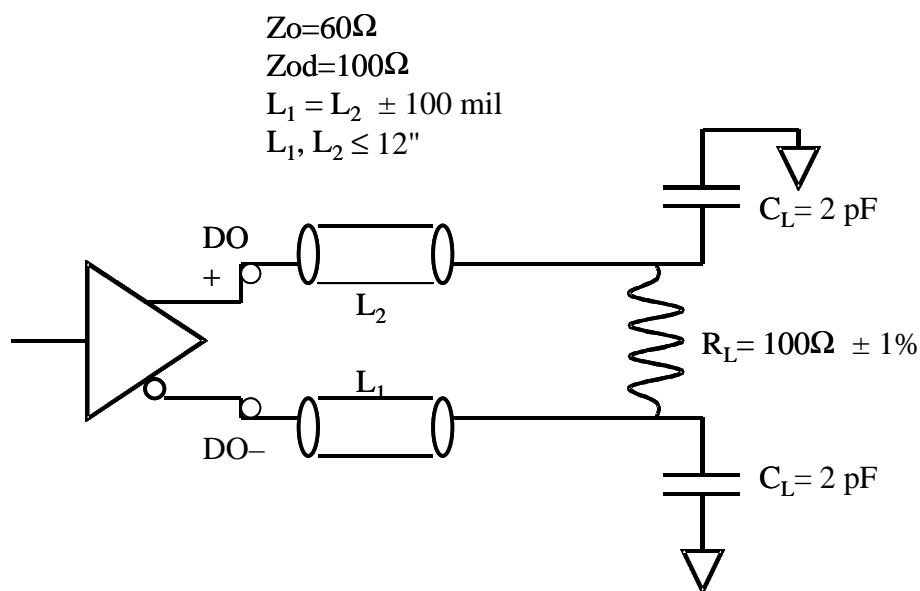 Zo=60Ω
Zod=100Ω
L₁ = L₂ ± 100 mil
L₁, L₂ ≤ 12"
C_L= 2 pF
DO
+
L₂
R_L= 100Ω ± 1%
L₁
DO–
C_L= 2 pF